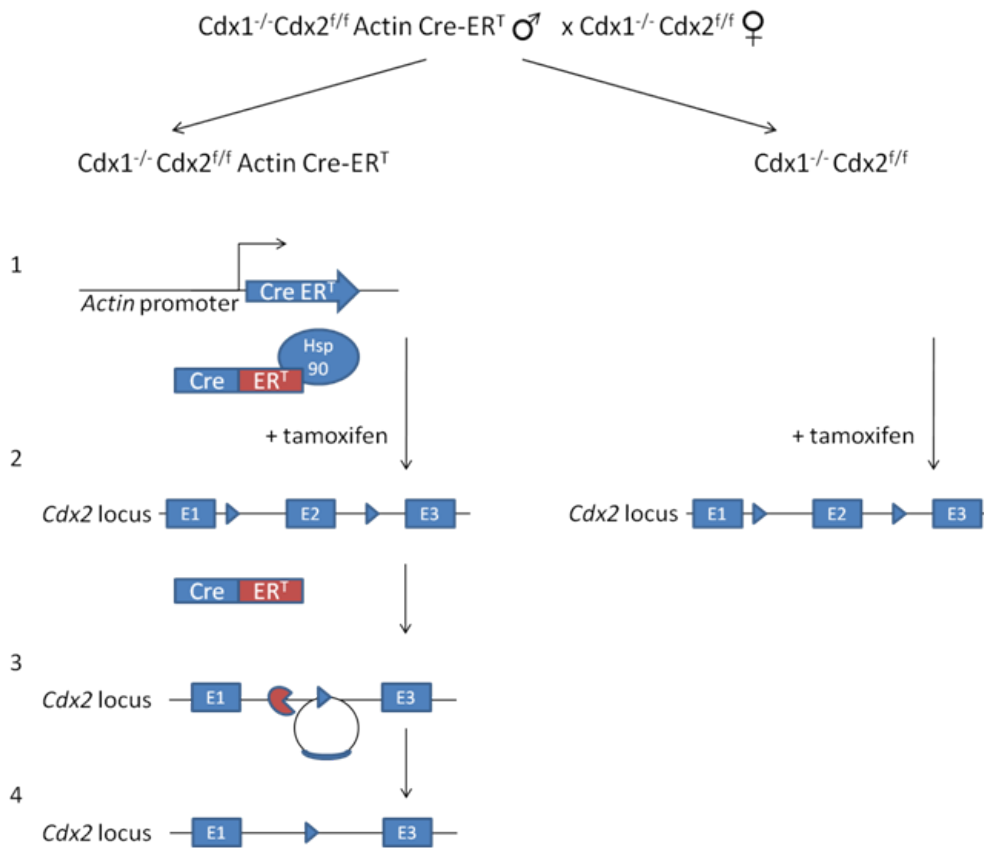 Cdx1-/- Cdx2f/f Actin Cre-ERT ♂ x Cdx1-/- Cdx2f/f ♀
Cdx1-/- Cdx2f/f Actin Cre-ERT
Cdx1-/- Cdx2f/f
1
Cre ERT
Actin promoter
Hsp
90
Cre ERT
+ tamoxifen
+ tamoxifen
2
Cdx2 locus E1 E2 E3
Cdx2 locus E1 E2 E3
Cre ERT
3
Cdx2 locus E1 E3
4
Cdx2 locus E1 E3